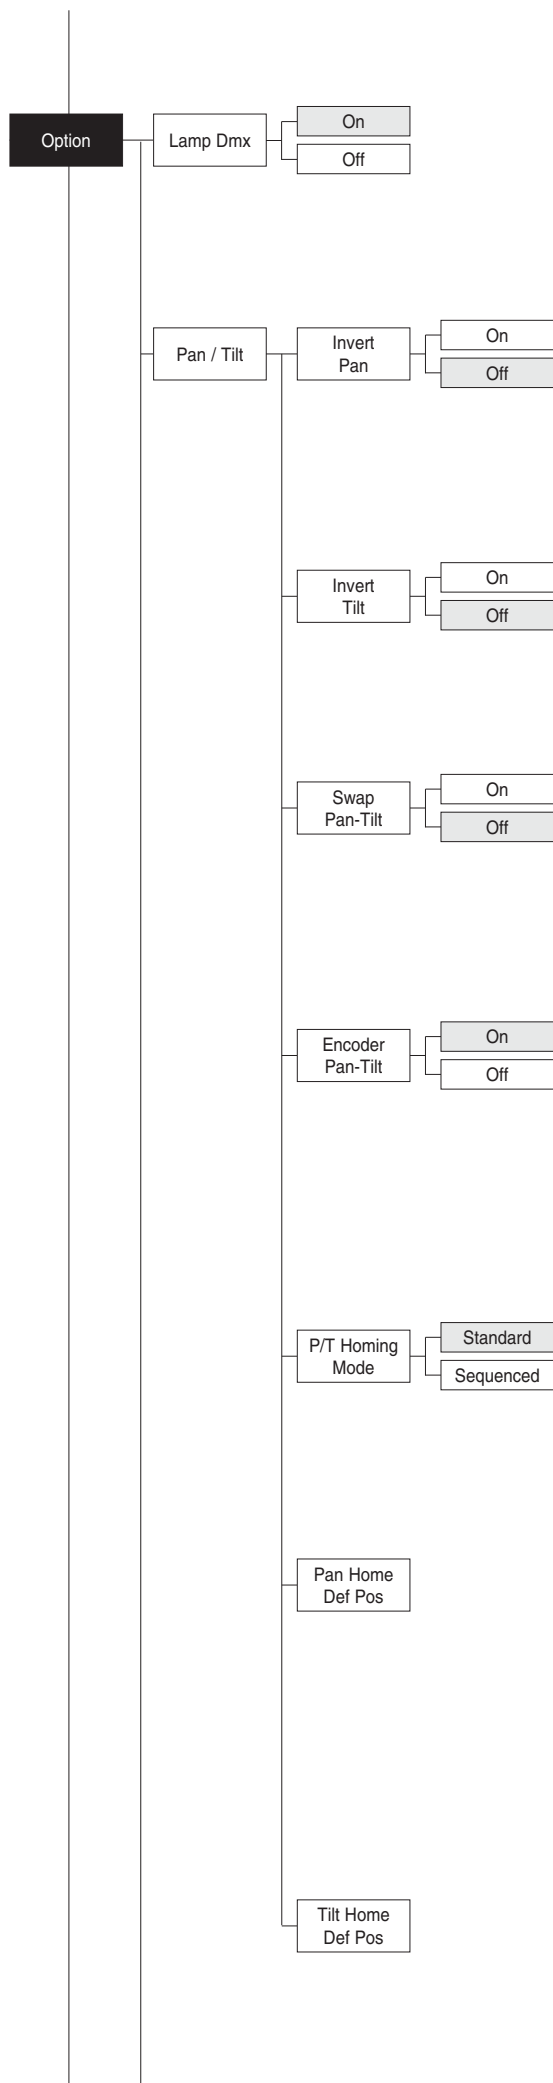 Option
Lamp Dmx
On
Off
Pan / Tilt
Invert
Pan
On
Off
Invert
Tilt
On
Off
Swap
Pan-Tilt
On
Off
Encoder
Pan-Tilt
On
Off
P/T Homing
Mode
Standard
Sequenced
Pan Home
Def Pos
Tilt Home
Def Pos